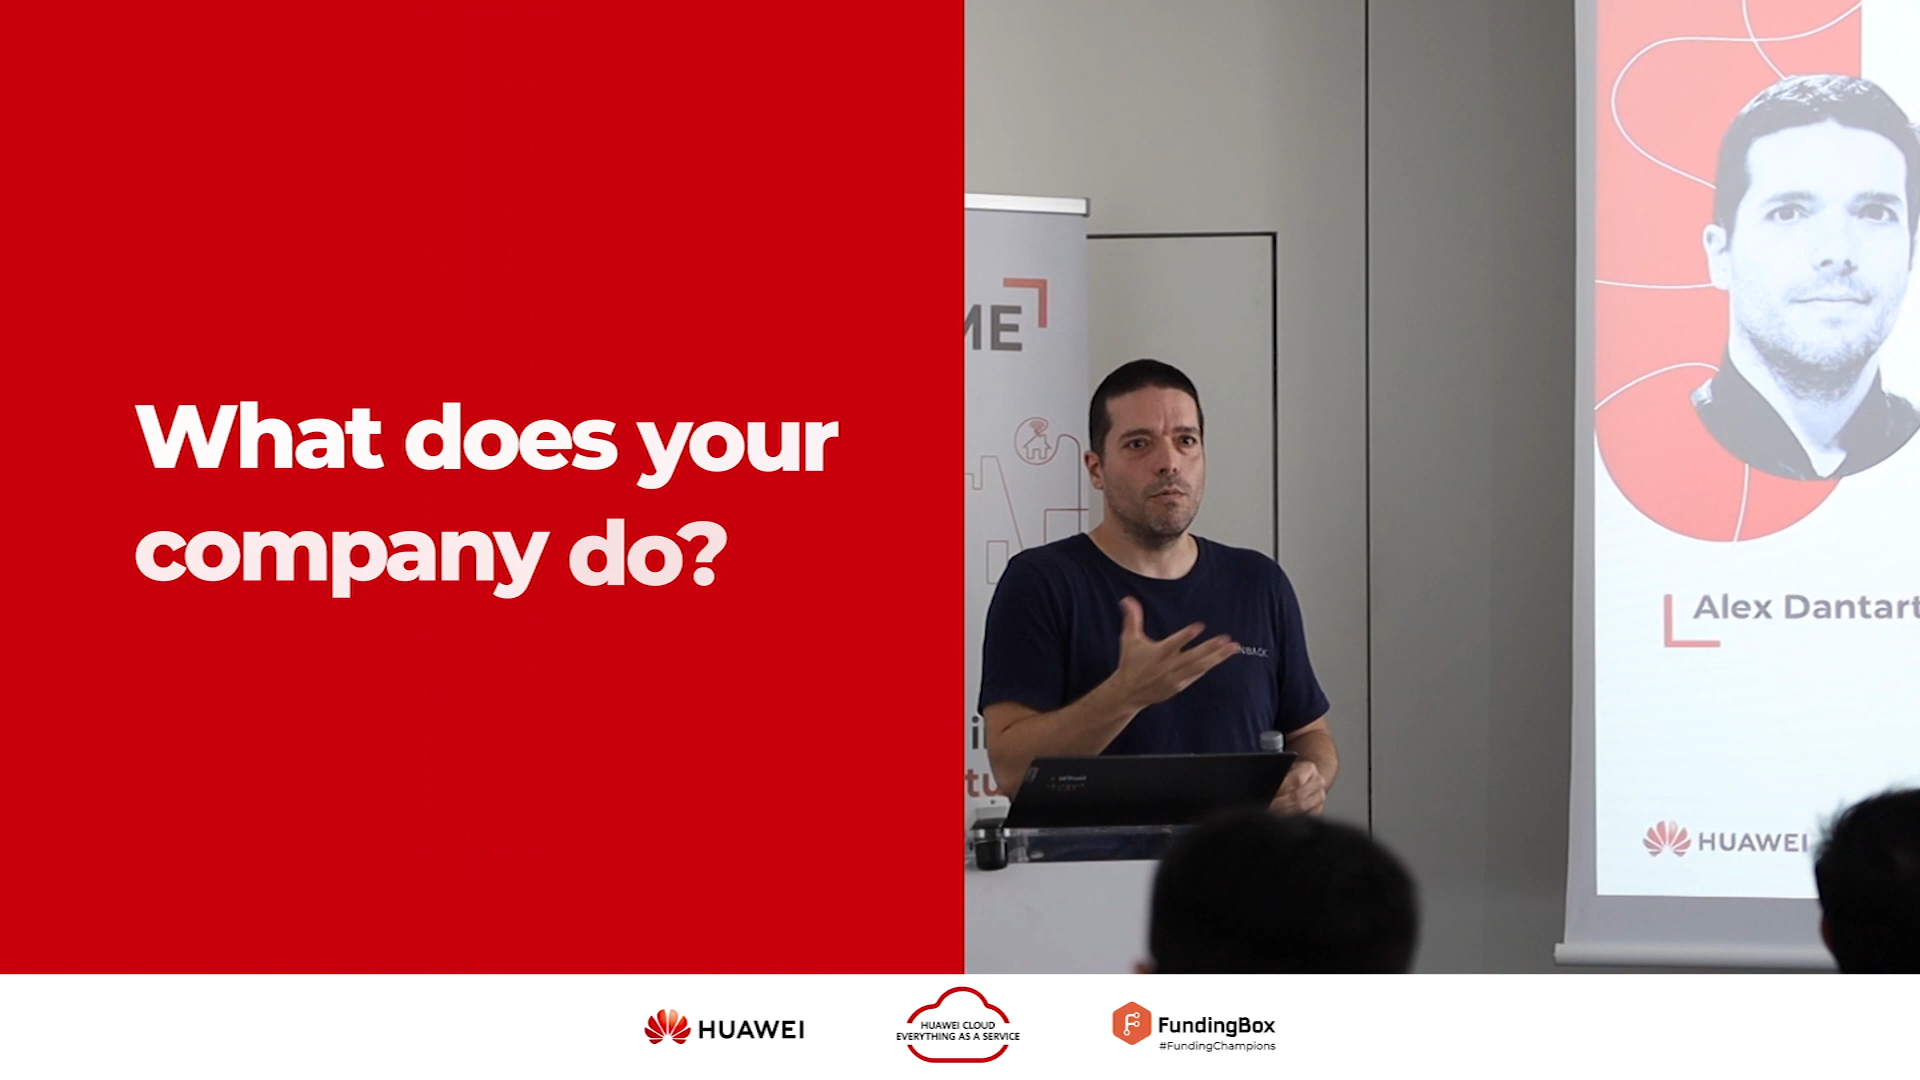 What does your
company do?
ME
Alex Dantart
HUAWEI
HUAWEI
HUAWEI CLOUD
EVERYTHING AS A SERVICE
FundingBox
#FundingChampions